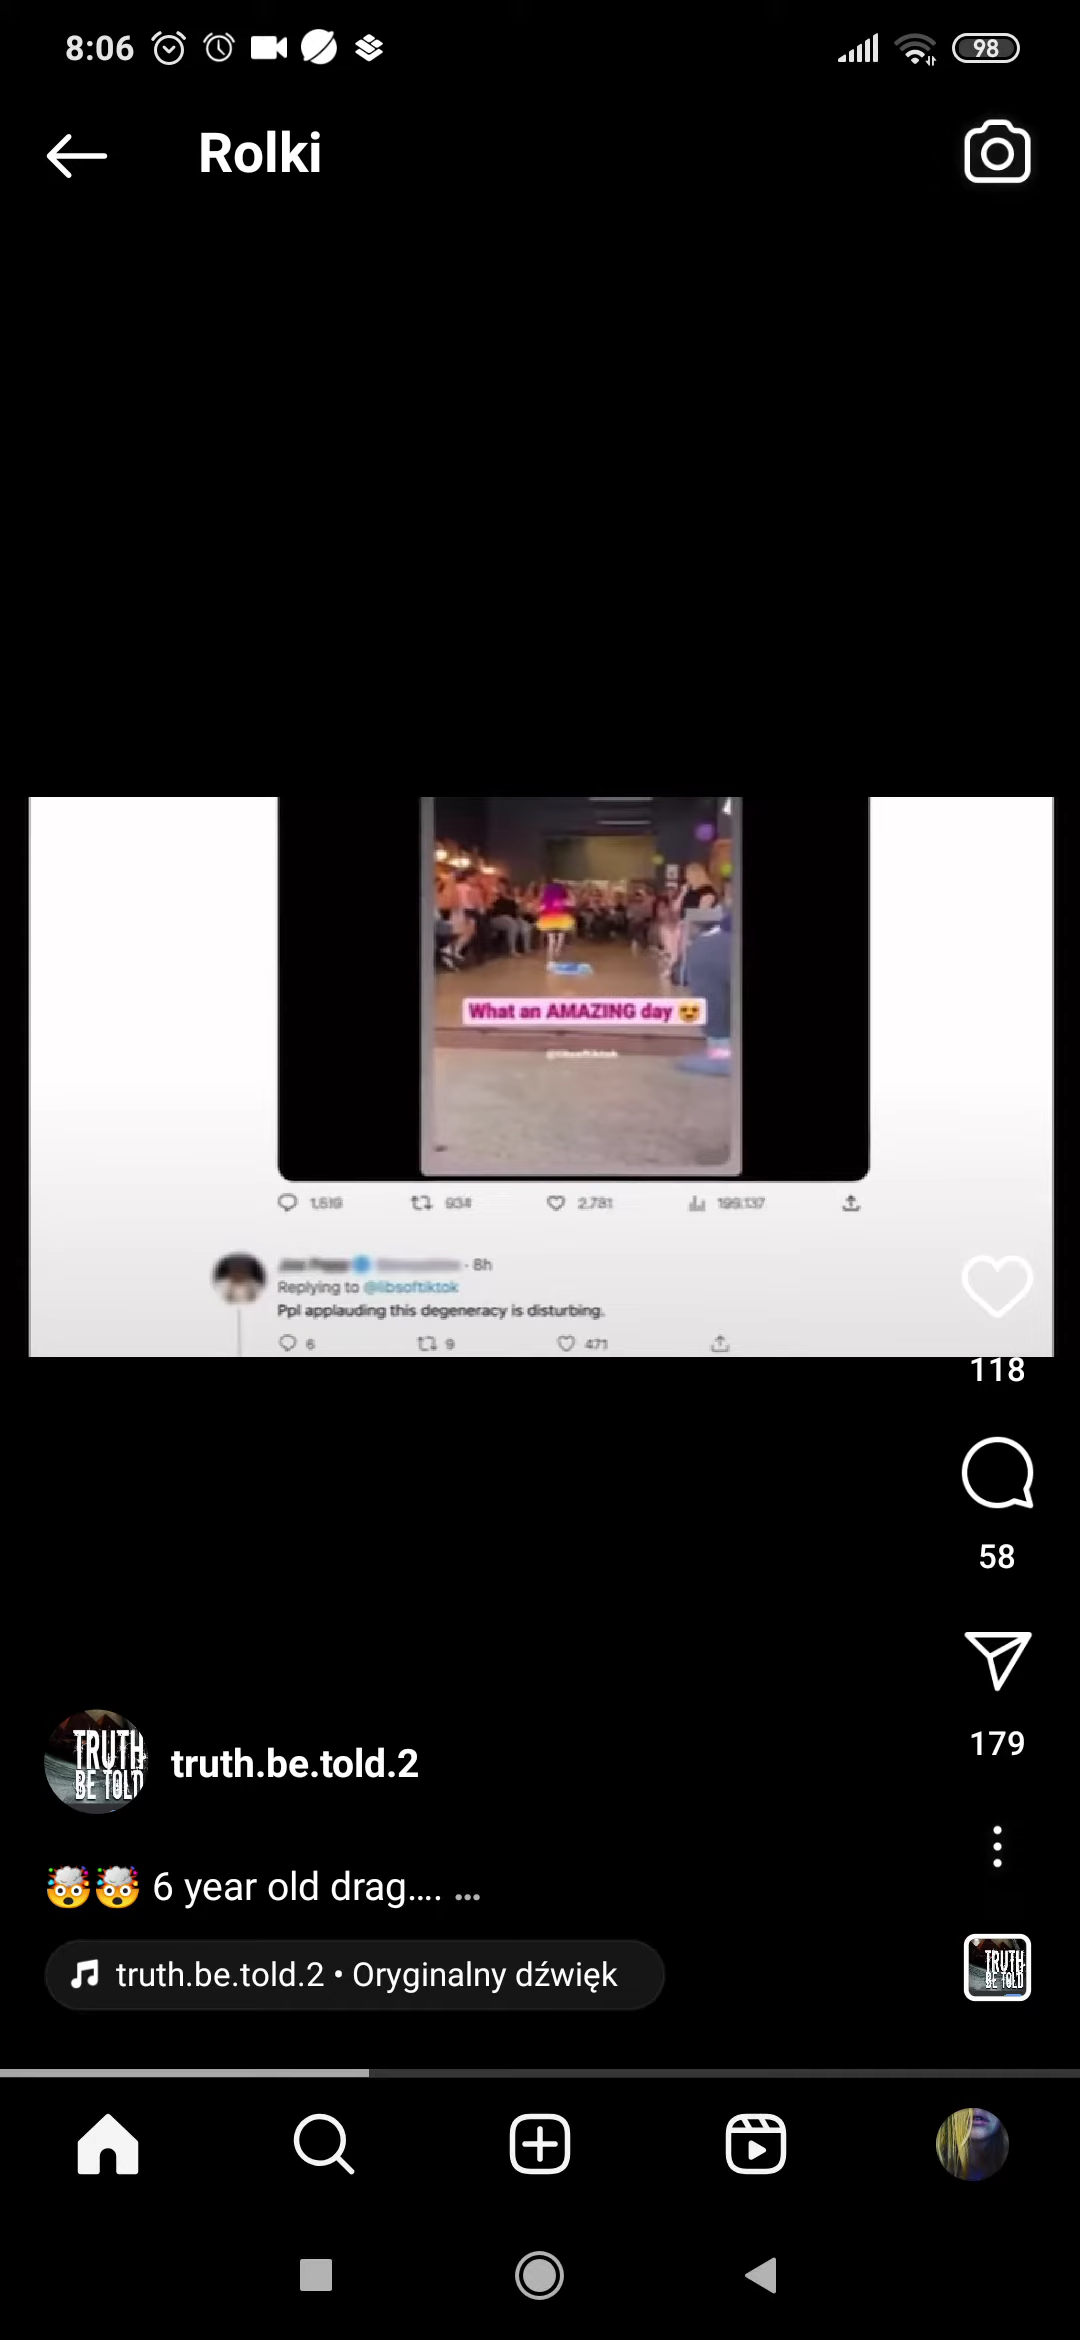 8:06
98
Rolki
What an AMAZING day
@libsoftiktok
1,619 934 2,781 199,137
· 8h
Replying to @libsoftiktok
Ppl applauding this degeneracy is disturbing.
6 9 471
118
58
179
TRUTH
BE TOLD
truth.be.told.2
🤯🤯 6 year old drag.... ...
truth.be.told.2 • Oryginalny dźwięk
TRUTH
BE TOLD